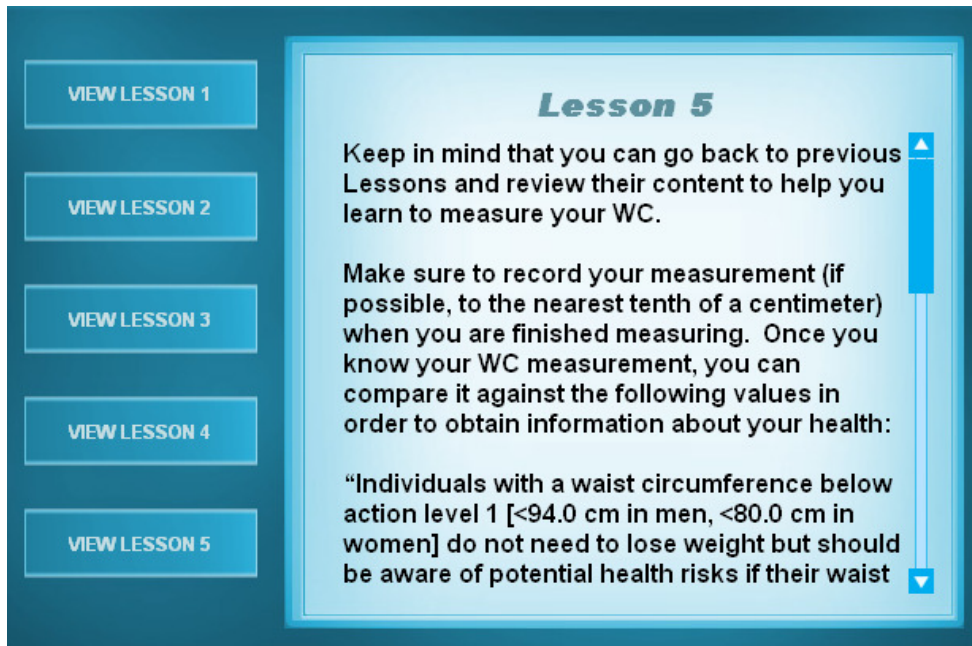 VIEW LESSON 1
VIEW LESSON 2
VIEW LESSON 3
VIEW LESSON 4
VIEW LESSON 5
Lesson 5
Keep in mind that you can go back to previous
Lessons and review their content to help you
learn to measure your WC.
Make sure to record your measurement (if
possible, to the nearest tenth of a centimeter)
when you are finished measuring.  Once you
know your WC measurement, you can
compare it against the following values in
order to obtain information about your health:
“Individuals with a waist circumference below
action level 1 [<94.0 cm in men, <80.0 cm in
women] do not need to lose weight but should
be aware of potential health risks if their waist